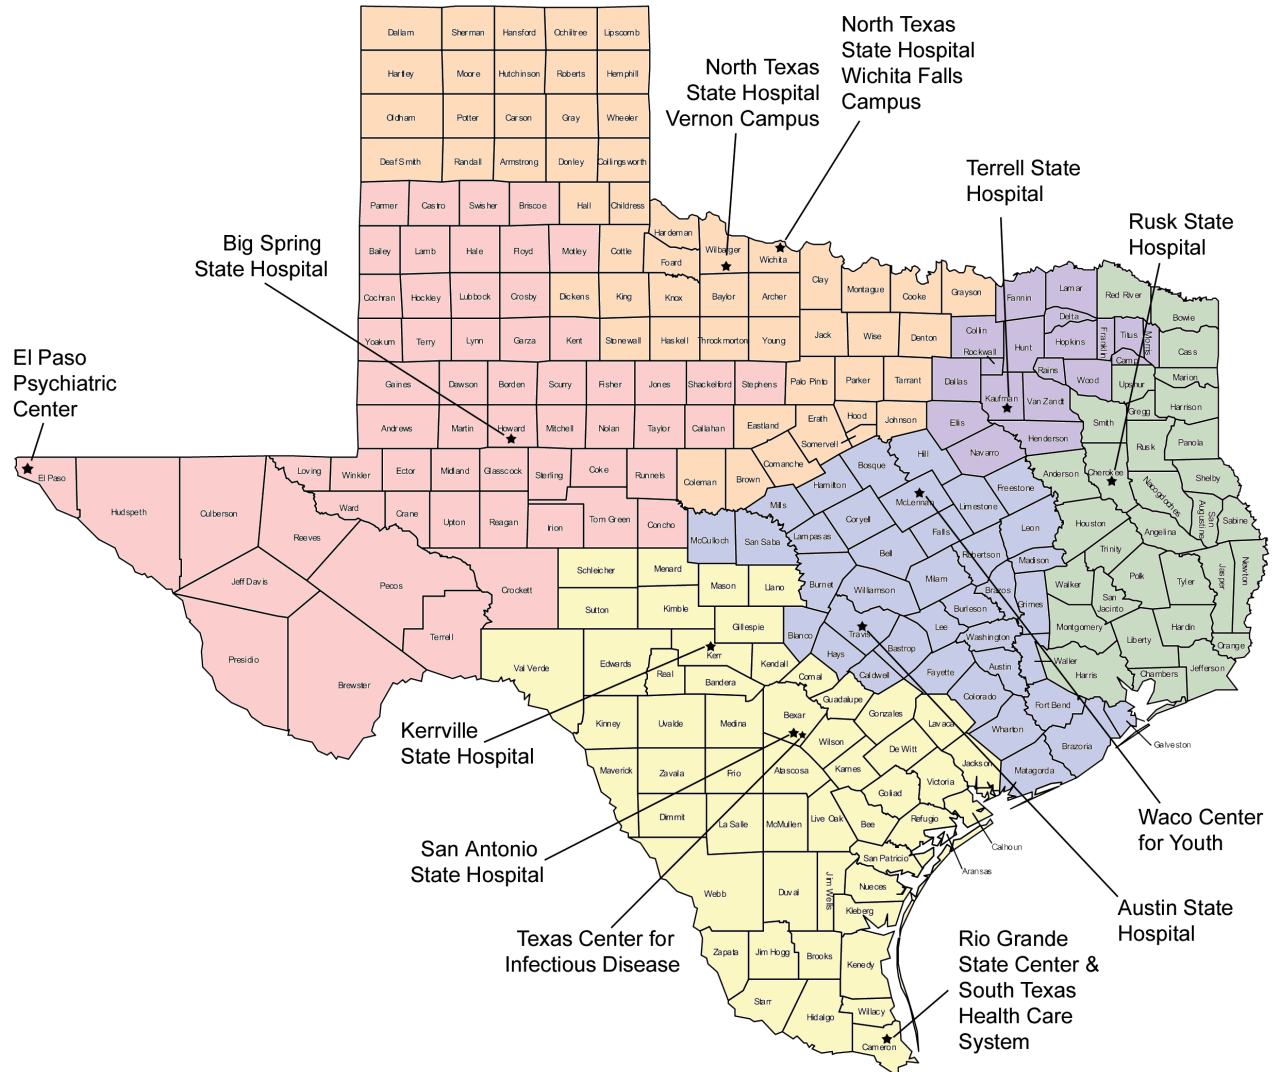 North Texas
State Hospital
Wichita Falls
Campus
North Texas
State Hospital
Vernon Campus
Terrell State
Hospital
Rusk State
Hospital
Big Spring
State Hospital
El Paso
Psychiatric
Center
Kerrville
State Hospital
San Antonio
State Hospital
Texas Center for
Infectious Disease
Rio Grande
State Center &
South Texas
Health Care
System
Austin State
Hospital
Waco Center
for Youth
Dallam Sherman Hansford Ochiltree Lipscomb
Hartley Moore Hutchinson Roberts Hemphill
Oldham Potter Carson Gray Wheeler
Deaf Smith Randall Armstrong Donley Collingsworth
Parmer Castro Swisher Briscoe Hall Childress
Hardeman
Bailey Lamb Hale Floyd Motley Cottle Foard Wilbarger Wichita
Clay Montague Cooke Grayson Fannin Lamar Red River Bowie
Cochran Hockley Lubbock Crosby Dickens King Knox Baylor Archer
Delta
Yoakum Terry Lynn Garza Kent Stonewall Haskell Throckmorton Young Jack Wise Denton Collin Hunt Hopkins Franklin Titus Morris Cass
Rockwall Camp
Gaines Dawson Borden Scurry Fisher Jones Shackelford Stephens Palo Pinto Parker Tarrant Dallas Kaufman Rains Wood Upshur Marion
Van Zandt Gregg Harrison
Andrews Martin Howard Mitchell Nolan Taylor Callahan Eastland Erath Hood Johnson Ellis Smith
Somervell Henderson Rusk Panola
El Paso Hudspeth Culberson Loving Winkler Ector Midland Glasscock Sterling Coke Runnels Coleman Brown Comanche Bosque Hill Navarro Anderson Cherokee Shelby
Hamilton McLennan Limestone Freestone Nacogdoches
Ward Crane Upton Reagan Irion Tom Green Concho Mills Coryell Falls Leon Houston Angelina San
Augustine Sabine
Reeves McCulloch San Saba Lampasas Bell Robertson Madison Trinity
Jeff Davis Pecos Crockett Schleicher Menard Mason Llano Burnet Williamson Milam Brazos Grimes Walker Polk Tyler Jasper Newton
Sutton Kimble Burleson San
Jacinto
Presidio Brewster Terrell Gillespie Blanco Travis Lee Washington Montgomery Liberty Hardin
Val Verde Edwards Kerr Kendall Hays Bastrop Austin Waller Harris Orange
Real Bandera Comal Caldwell Fayette Chambers Jefferson
Guadalupe Colorado Fort Bend
Kinney Uvalde Medina Bexar Gonzales Lavaca Wharton
Wilson De Witt Brazoria Galveston
Maverick Zavala Frio Atascosa Karnes Jackson Matagorda
Victoria
Goliad
Dimmit La Salle McMullen Live Oak Bee Refugio
Calhoun
San Patricio Aransas
Webb Duval Jim Wells Nueces
Kleberg
Zapata Jim Hogg Brooks Kenedy
Starr Hidalgo Willacy
Cameron